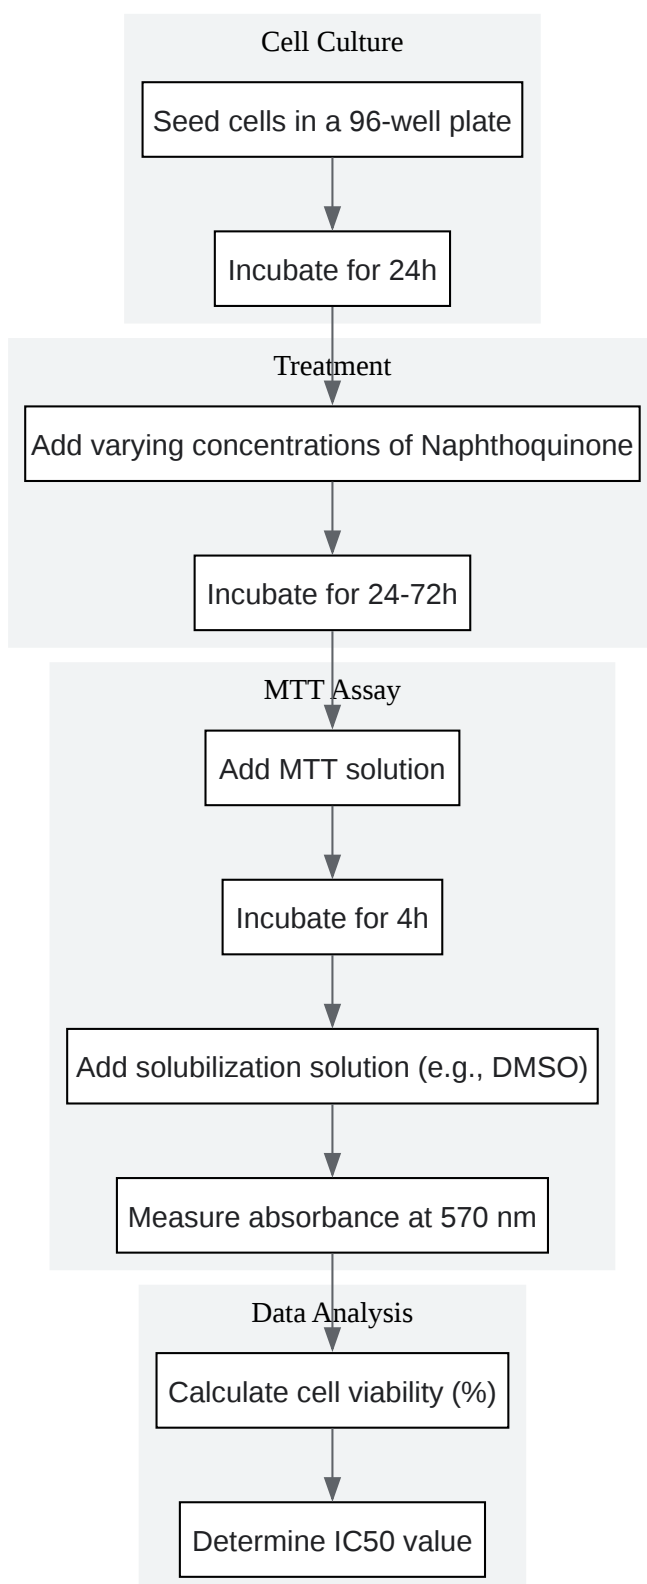 Cell Culture
Seed cells in a 96-well plate
Incubate for 24h
Treatment
Add varying concentrations of Naphthoquinone
Incubate for 24-72h
MTT Assay
Add MTT solution
Incubate for 4h
Add solubilization solution (e.g., DMSO)
Measure absorbance at 570 nm
Data Analysis
Calculate cell viability (%)
Determine IC50 value